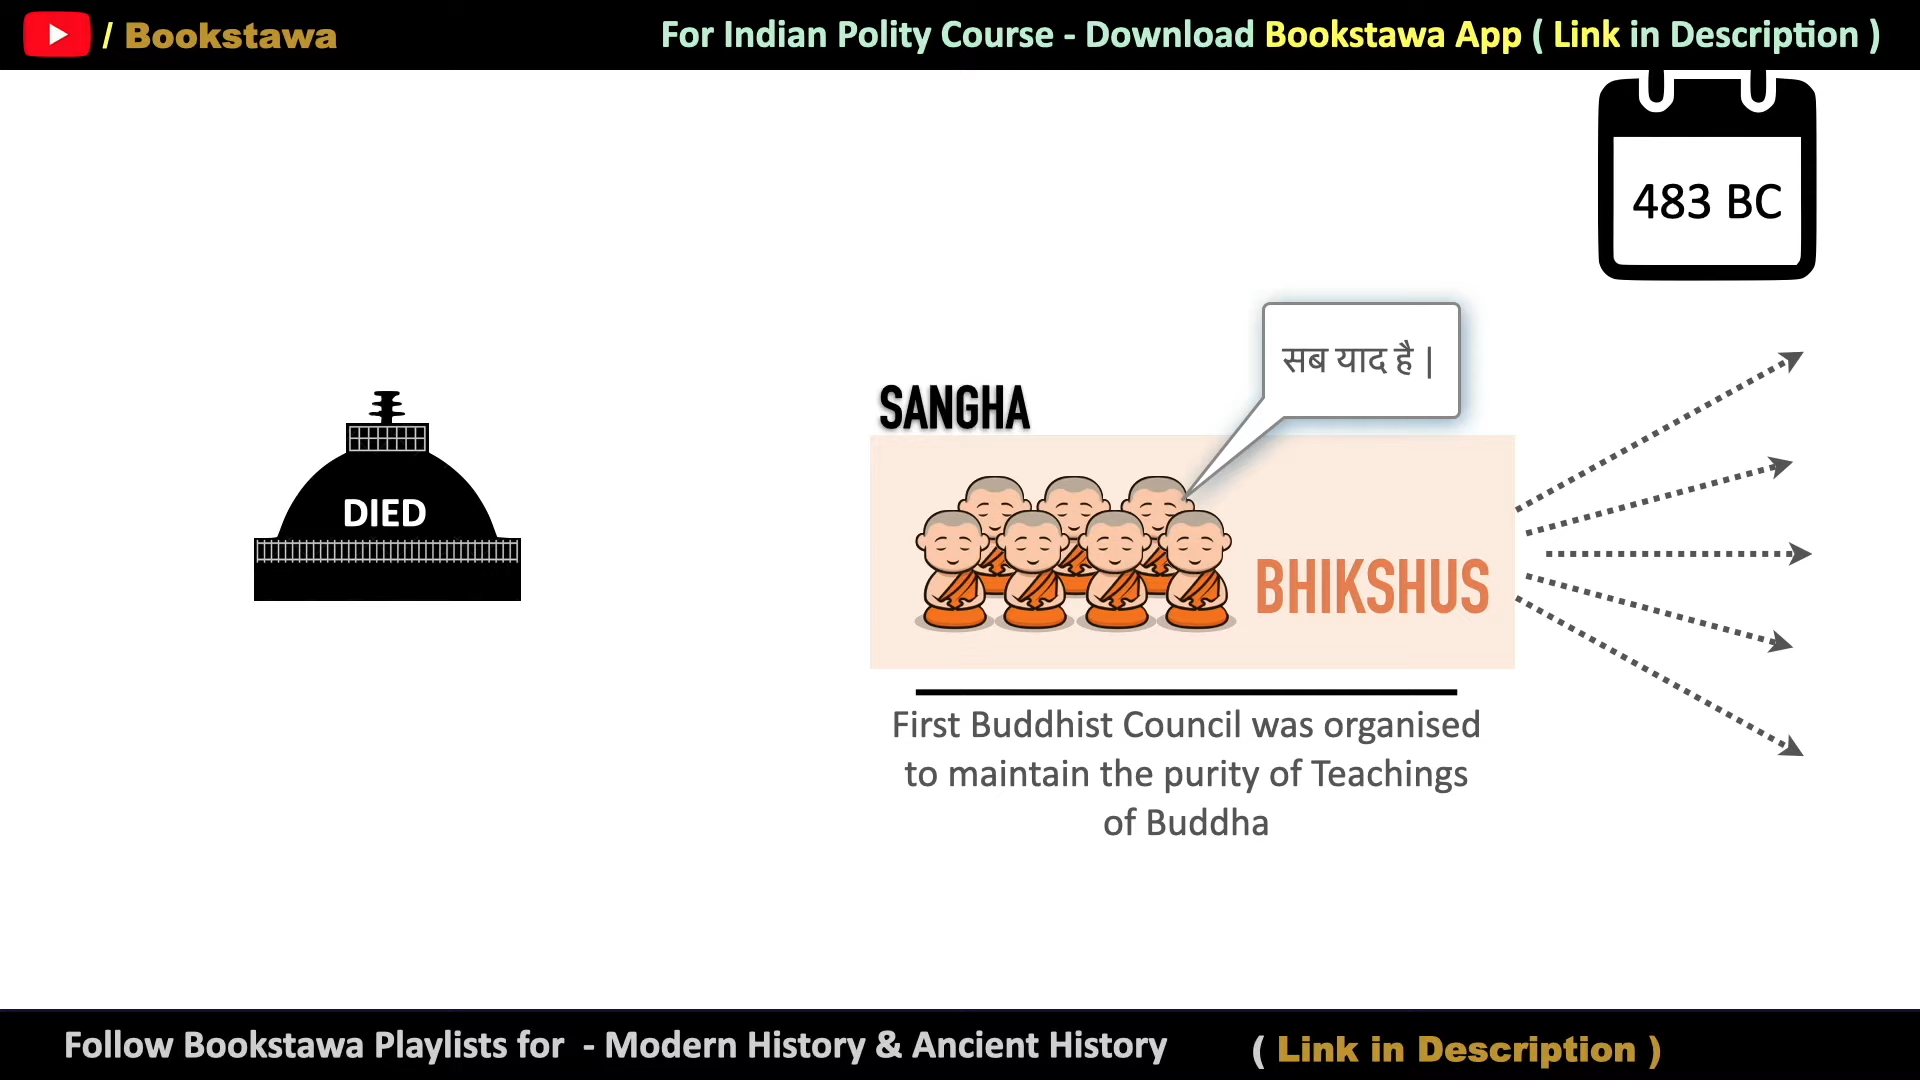 / Bookstawa
For Indian Polity Course - Download Bookstawa App ( Link in Description )
483 BC
सब याद है |
SANGHA
DIED
BHIKSHUS
First Buddhist Council was organised
to maintain the purity of Teachings
of Buddha
Follow Bookstawa Playlists for - Modern History & Ancient History ( Link in Description )